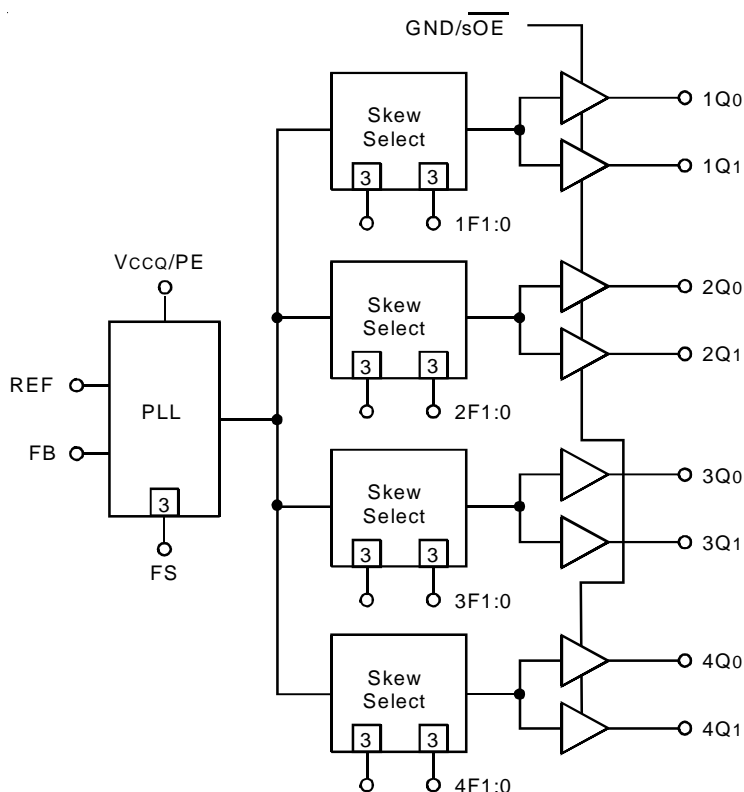 GND/sOE
Skew
Select
3 3
1F1:0
1Q0
1Q1
VCCQ/PE
REF
FB
PLL
3
FS
Skew
Select
3 3
2F1:0
2Q0
2Q1
Skew
Select
3 3
3F1:0
3Q0
3Q1
Skew
Select
3 3
4F1:0
4Q0
4Q1